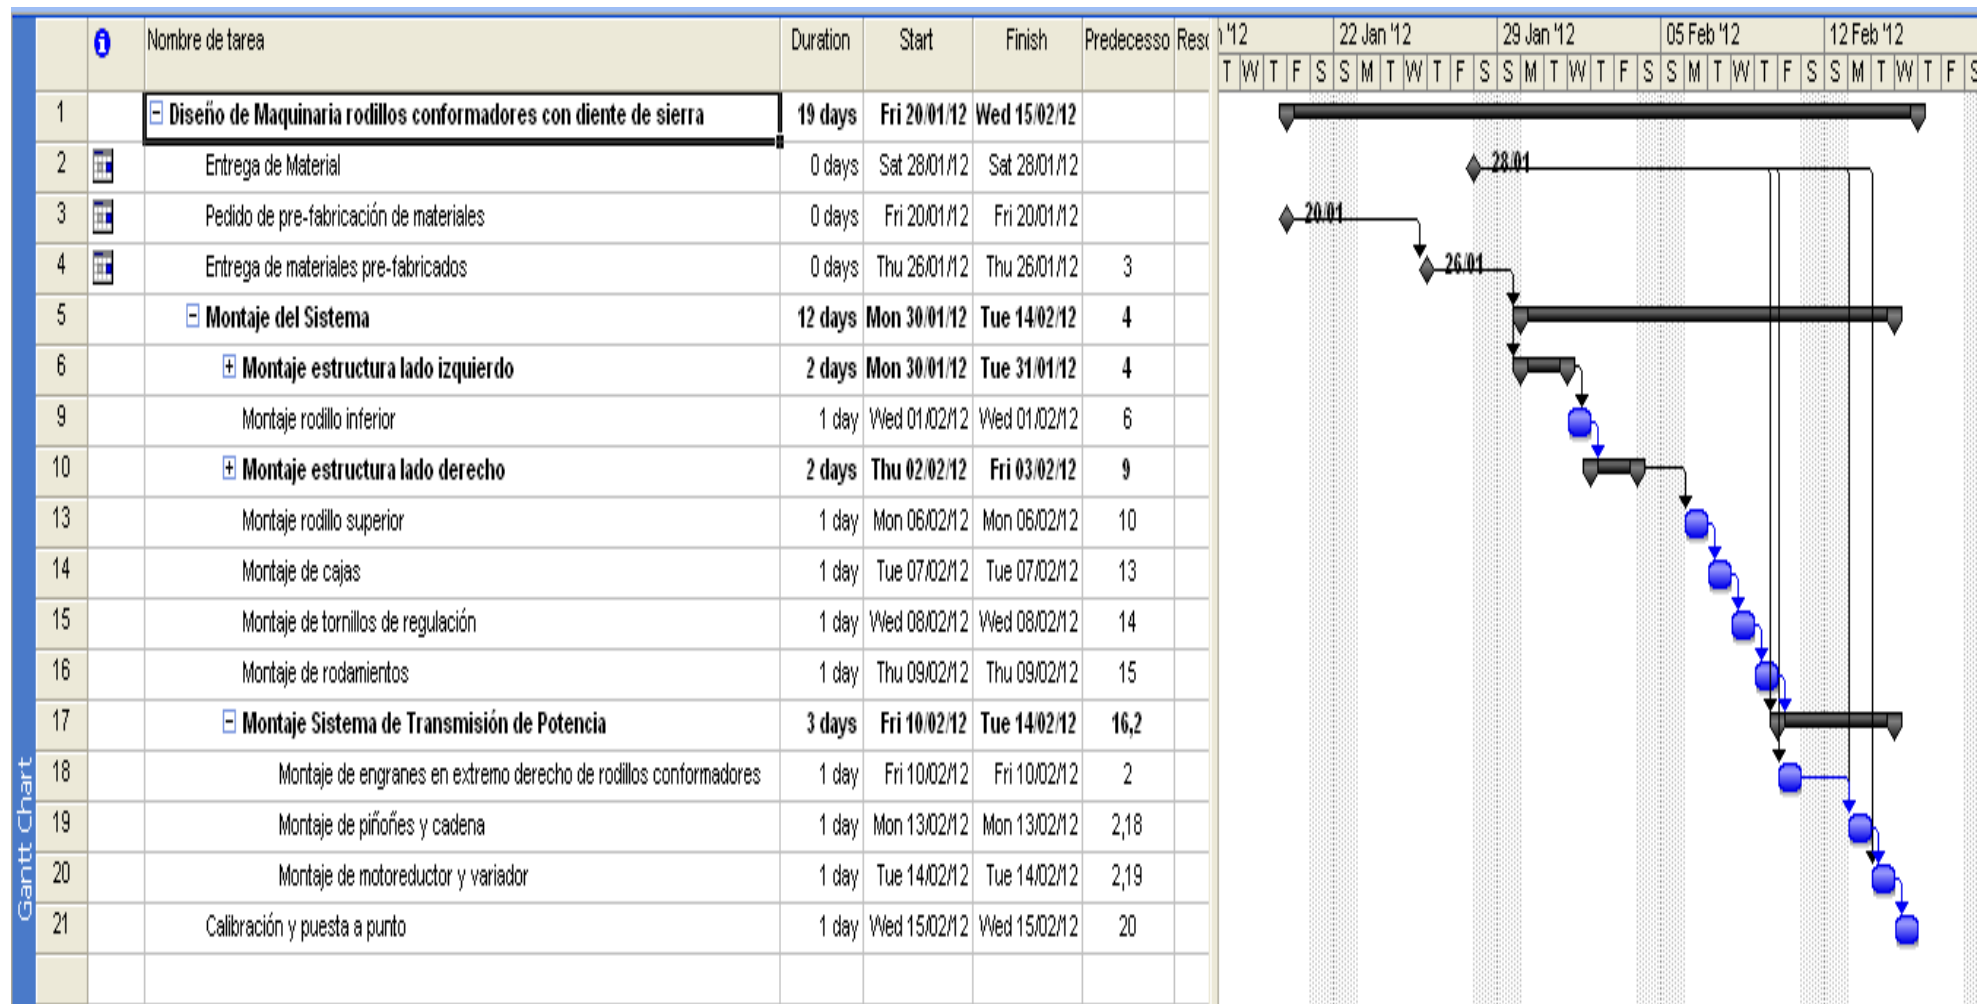 Nombre de tarea Duration Start Finish Predecesso Resc
'12 22 Jan '12 29 Jan '12 05 Feb '12 12 Feb '12
T W T F S S M T W T F S S M T W T F S S M T W T F S S M T W T F S
1 Diseño de Maquinaria rodillos conformadores con diente de sierra 19 days Fri 20/01/12 Wed 15/02/12
2 Entrega de Material 0 days Sat 28/01/12 Sat 28/01/12 28/01
3 Pedido de pre-fabricación de materiales 0 days Fri 20/01/12 Fri 20/01/12 20/01
4 Entrega de materiales pre-fabricados 0 days Thu 26/01/12 Thu 26/01/12 3 26/01
5 Montaje del Sistema 12 days Mon 30/01/12 Tue 14/02/12 4
6 Montaje estructura lado izquierdo 2 days Mon 30/01/12 Tue 31/01/12 4
9 Montaje rodillo inferior 1 day Wed 01/02/12 Wed 01/02/12 6
10 Montaje estructura lado derecho 2 days Thu 02/02/12 Fri 03/02/12 9
13 Montaje rodillo superior 1 day Mon 06/02/12 Mon 06/02/12 10
14 Montaje de cajas 1 day Tue 07/02/12 Tue 07/02/12 13
15 Montaje de tornillos de regulación 1 day Wed 08/02/12 Wed 08/02/12 14
16 Montaje de rodamientos 1 day Thu 09/02/12 Thu 09/02/12 15
17 Montaje Sistema de Transmisión de Potencia 3 days Fri 10/02/12 Tue 14/02/12 16,2
18 Montaje de engranes en extremo derecho de rodillos conformadores 1 day Fri 10/02/12 Fri 10/02/12 2
19 Montaje de piñoñes y cadena 1 day Mon 13/02/12 Mon 13/02/12 2,18
20 Montaje de motoreductor y variador 1 day Tue 14/02/12 Tue 14/02/12 2,19
21 Calibración y puesta a punto 1 day Wed 15/02/12 Wed 15/02/12 20
Gantt Chart